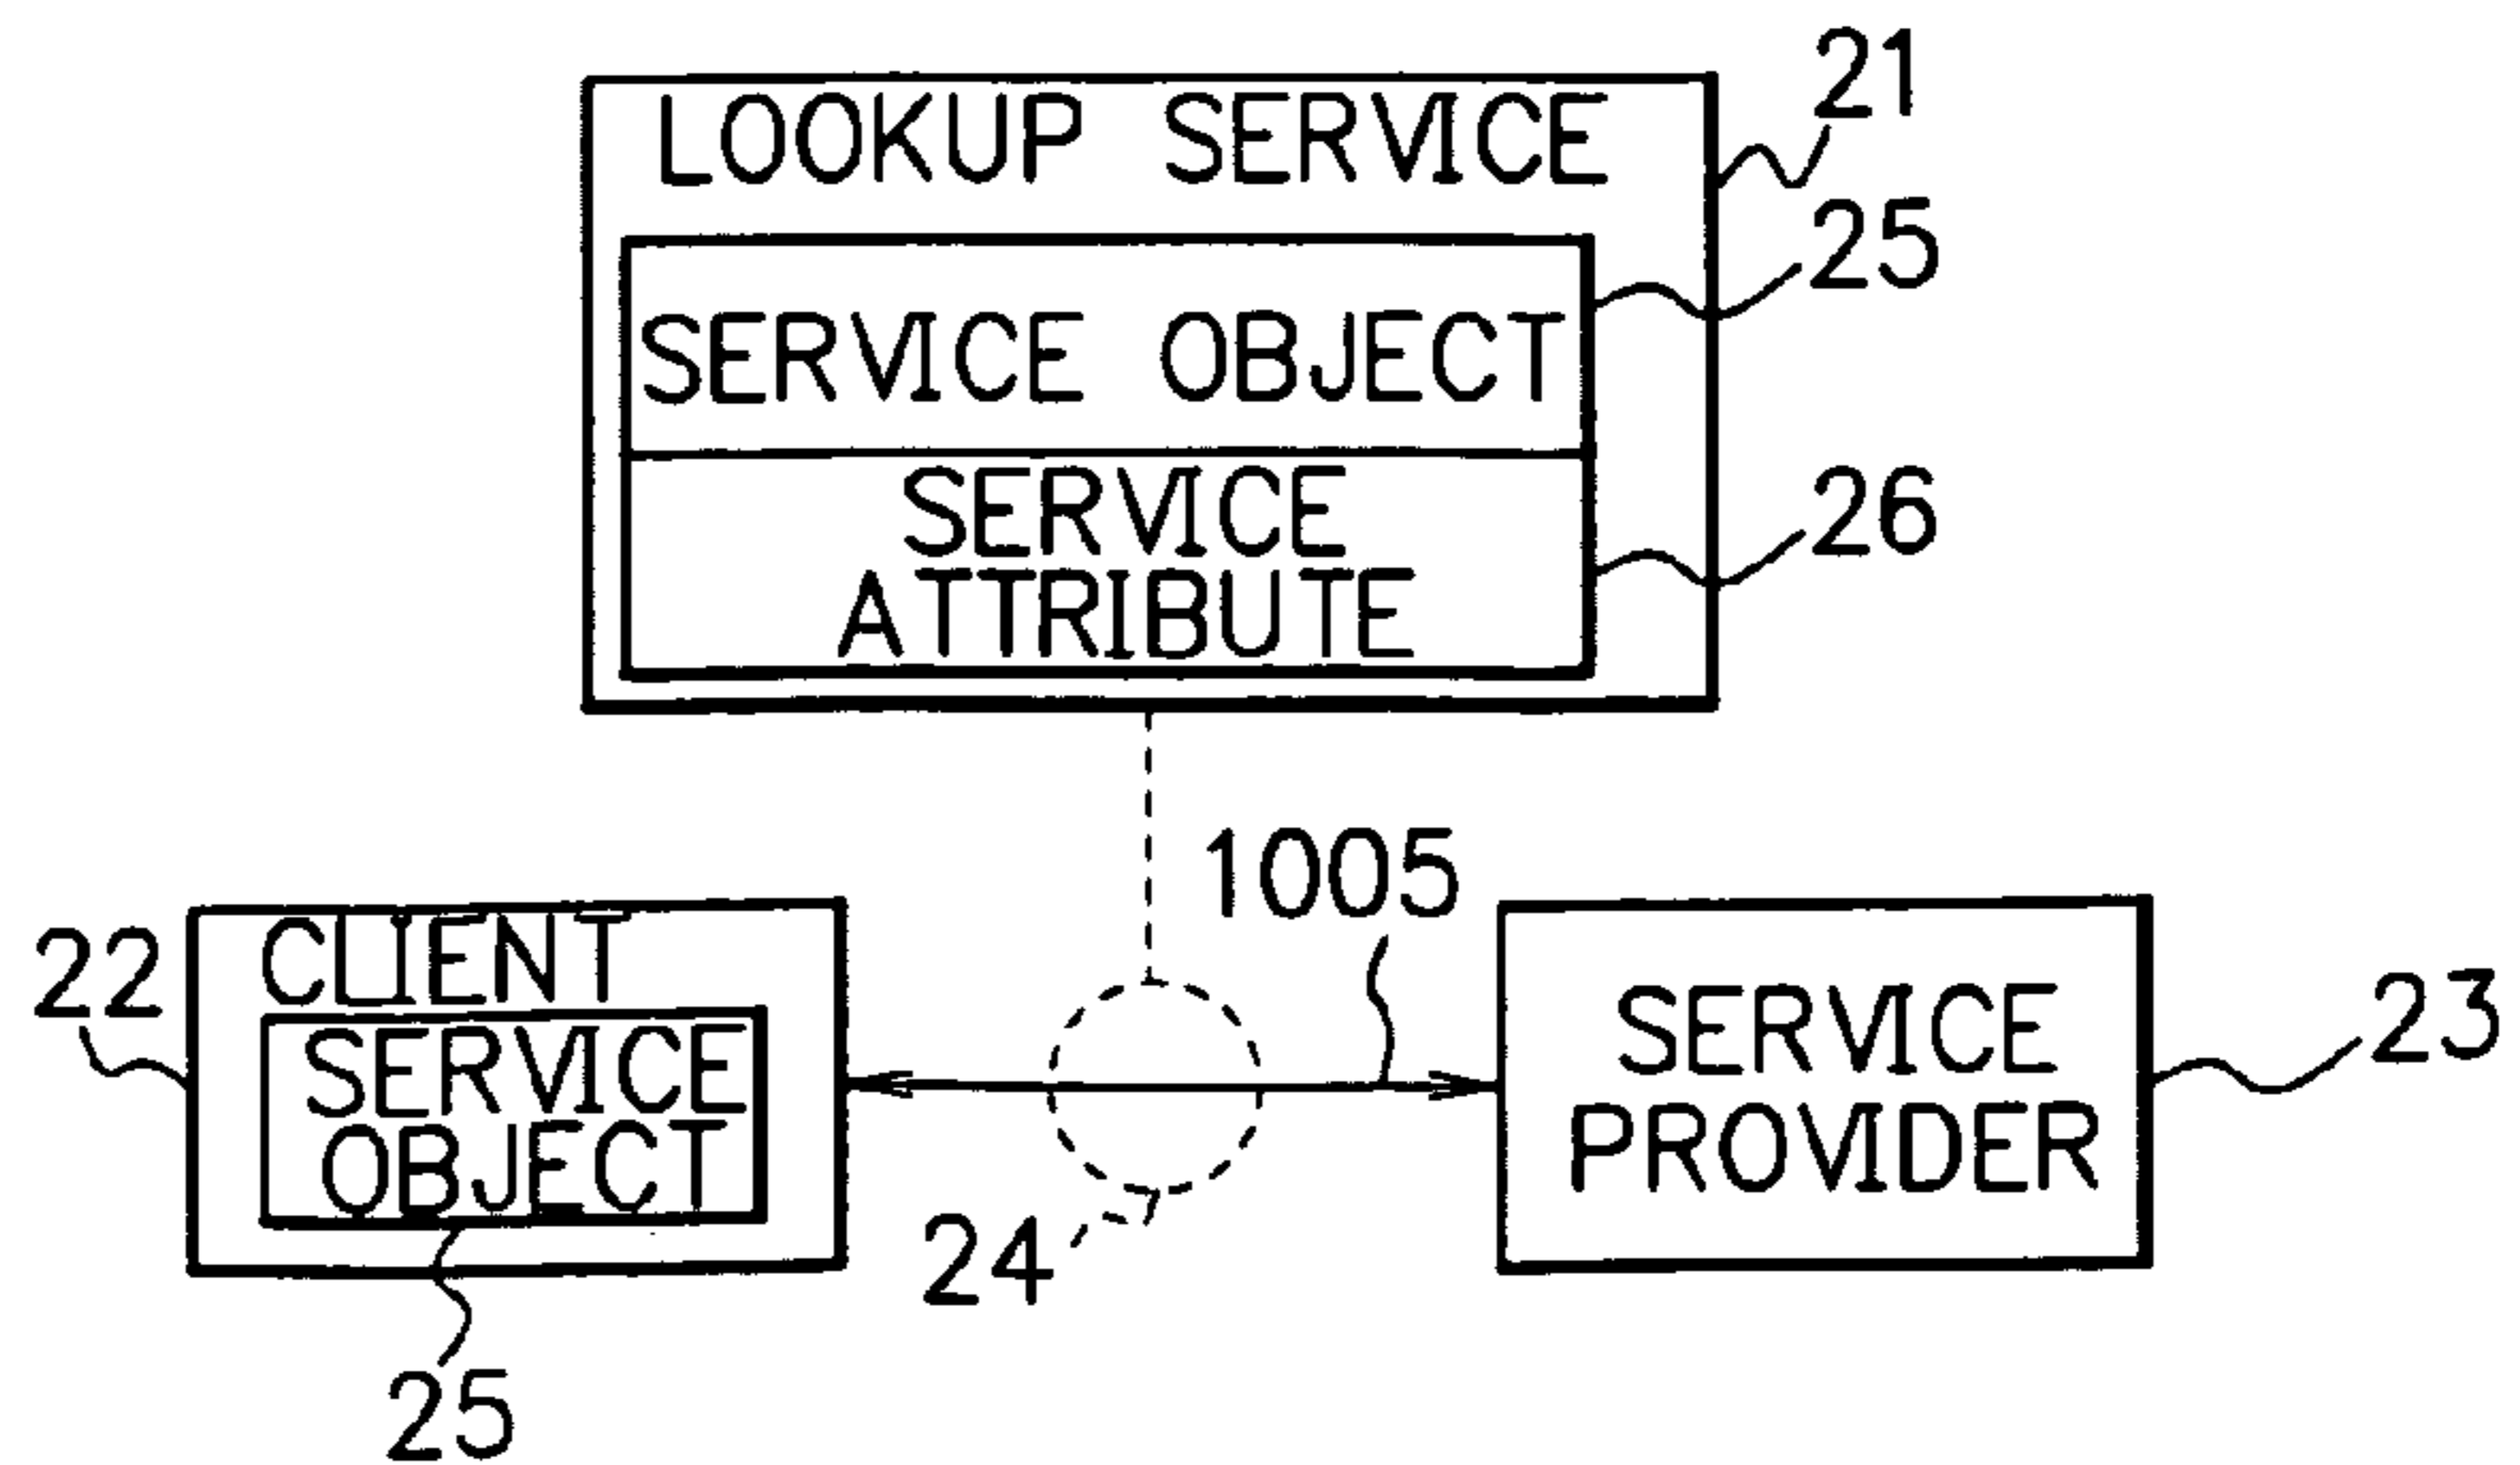 21
LOOKUP SERVICE
25
SERVICE OBJECT
26
SERVICE
ATTRIBUTE
1005
22
CLIENT
SERVICE
OBJECT
SERVICE
PROVIDER
23
24
25